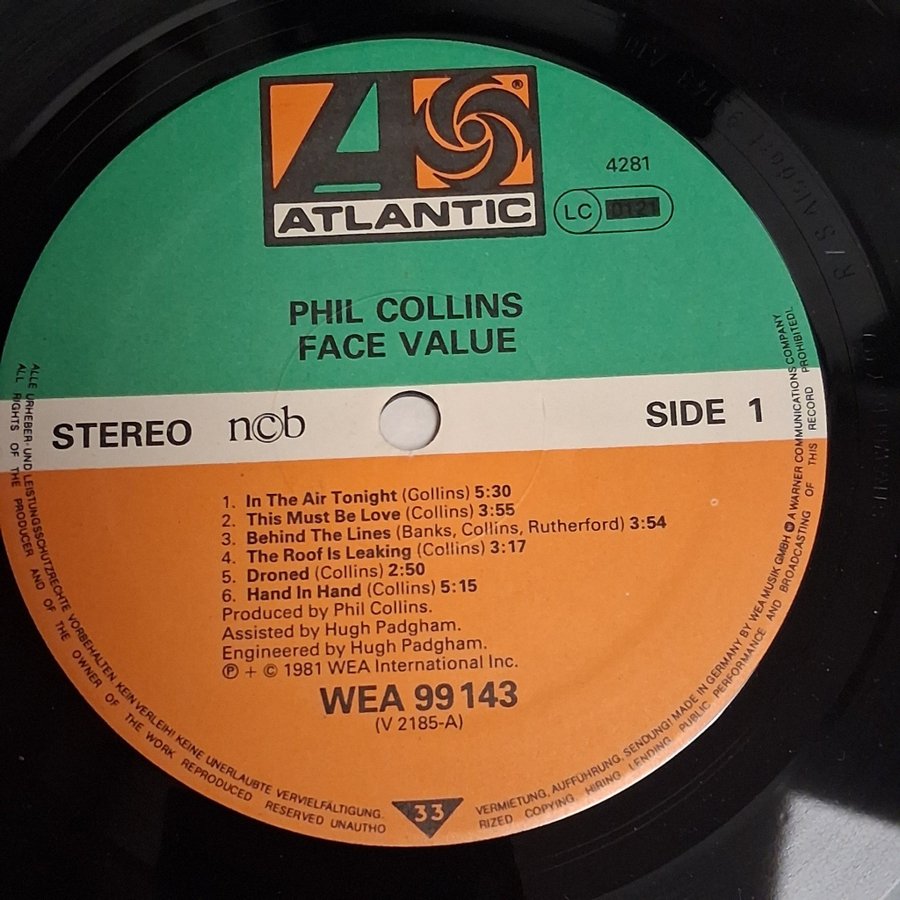 ATLANTIC
®
4281
LC 0121
PHIL COLLINS
FACE VALUE
STEREO n©b SIDE 1
1. In The Air Tonight (Gollins) 5:30
2. This Must Be Love (Collins) 3:55
3. Behind The Lines (Banks, Collins, Rutherford) 3:54
4. The Roof Is Leaking (Collins) 3:17
5. Droned (Collins) 2:50
6. Hand In Hand (Collins) 5:15
Produced by Phil Collins.
Assisted by Hugh Padgham.
Engineered by Hugh Padgham.
℗ + © 1981 WEA International Inc.
WEA 99 143
(V 2185-A)
33
ALLE URHEBER- UND LEISTUNGSSCHUTZRECHTE VORBEHALTEN KEIN VERLEIH! KEINE UNERLAUBTE VERVIELFÄLTIGUNG.
VERMIETUNG, AUFFÜHRUNG, SENDUNG! MADE IN GERMANY BY WEA MUSIK GMBH A WARNER COMMUNICATIONS COMPANY
ALL RIGHTS OF THE PRODUCER AND OF THE OWNER OF THE WORK REPRODUCED RESERVED UNAUTHO
RIZED COPYING HIRING LENDING PUBLIC PERFORMANCE AND BROADCASTING OF THIS RECORD PROHIBITED!